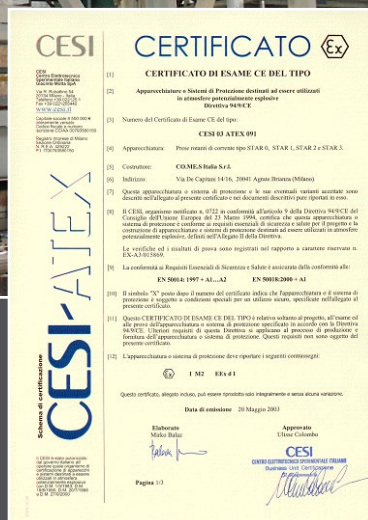 CESI
CERTIFICATO
CESI
Centro Elettrotecnico
Sperimentale Italiano
Giacinto Motta SpA
Via R. Rubattino 54
20134 Milano - Italia
www.cesi.it
Schema di certificazione
CESI-ATEX
[1] CERTIFICATO DI ESAME CE DEL TIPO
[2] Apparecchiature o Sistemi di Protezione destinati ad essere utilizzati
in atmosfere potenzialmente esplosive
Direttiva 94/9/CE
[3] Numero del Certificato di Esame CE del tipo:
CESI 03 ATEX 091
[4] Apparecchiatura: Prese rotanti di corrente tipo STAR 0, STAR 1, STAR 2 e STAR 3.
[5] Costruttore: CO.ME.S Italia S.r.l.
[6] Indirizzo: Via De Capitani 14/16, 20041 Agrate Brianza (Milano)
[7] Questa apparecchiatura o sistema di protezione e le sue eventuali varianti accettate sono
descritti nell'allegato al presente certificato e nei documenti descrittivi pure riportati in esso.
[8] Il CESI, organismo notificato n. 0722 in conformità all'articolo 9 della Direttiva 94/9/CE del
Consiglio dell'Unione Europea del 23 Marzo 1994, certifica che questa apparecchiatura o
sistema di protezione è conforme ai requisiti essenziali di sicurezza e salute per il progetto e la
costruzione di apparecchiature e sistemi di protezione destinati ad essere utilizzati in atmosfere
potenzialmente esplosive, definiti nell'Allegato II della Direttiva.
Le verifiche ed i risultati di prova sono registrati nel rapporto a carattere riservato n.
EX-A3/015869.
[9] La conformità ai Requisiti Essenziali di Sicurezza e Salute è assicurata dalla conformità alle:
EN 50014: 1997 + A1...A2 EN 50018:2000 + A1
[10] Il simbolo "X" posto dopo il numero del certificato indica che l'apparecchiatura o il sistema di
protezione è soggetto a condizioni speciali per un utilizzo sicuro, specificate nell'allegato al
presente certificato.
[11] Questo CERTIFICATO DI ESAME CE DEL TIPO è relativo soltanto al progetto, all'esame ed
alle prove dell'apparecchiatura o sistema di protezione specificato in accordo con la Direttiva
94/9/CE. Ulteriori requisiti di questa Direttiva si applicano al processo di produzione e
fornitura dell'apparecchiatura o sistema di protezione. Questi requisiti non sono oggetto del
presente certificato.
[12] L'apparecchiatura o sistema di protezione deve riportare i seguenti contrassegni:
I M2 EEx d I
Questo certificato, allegato incluso, può essere riprodotto solo integralmente e senza alcuna variazione.
Data di emissione 20 Maggio 2003
Elaborato
Mirko Balaz
Approvato
Ulisse Colombo
CESI
CENTRO ELETTROTECNICO SPERIMENTALE ITALIANO
Business Unit Certificazione
Pagina 1/3